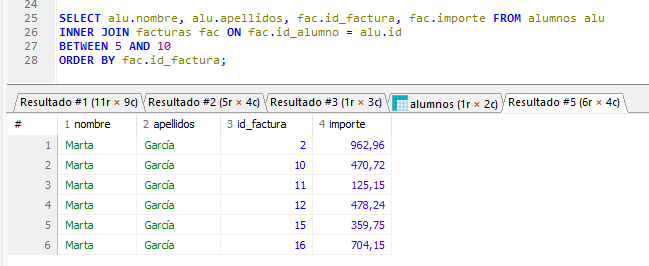 24
25 SELECT alu.nombre, alu.apellidos, fac.id_factura, fac.importe FROM alumnos alu
26 INNER JOIN facturas fac ON fac.id_alumno = alu.id
27 BETWEEN 5 AND 10
28 ORDER BY fac.id_factura;
Resultado #1 (11r × 9c) Resultado #2 (5r × 4c) Resultado #3 (1r × 3c) alumnos (1r × 2c) Resultado #5 (6r × 4c)
# 1 nombre 2 apellidos 3 id_factura 4 importe
1 Marta García 2 962,96
2 Marta García 10 470,72
3 Marta García 11 125,15
4 Marta García 12 478,24
5 Marta García 15 359,75
6 Marta García 16 704,15